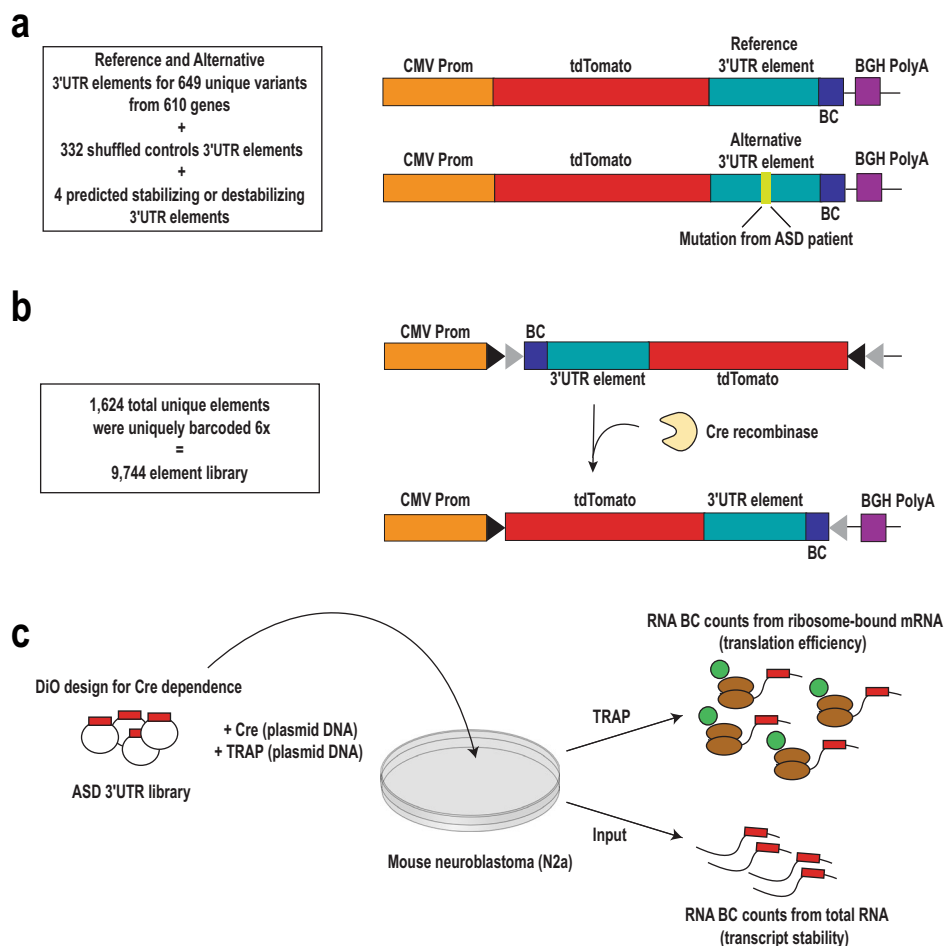 a
Reference and Alternative
3'UTR elements for 649 unique variants
from 610 genes
+
332 shuffled controls 3'UTR elements
+
4 predicted stabilizing or destabilizing
3'UTR elements
CMV Prom
tdTomato
Reference
3'UTR element
BGH PolyA
BC
CMV Prom
tdTomato
Alternative
3'UTR element
BGH PolyA
BC
Mutation from ASD patient
b
1,624 total unique elements
were uniquely barcoded 6x
=
9,744 element library
CMV Prom
BC
3'UTR element
tdTomato
Cre recombinase
CMV Prom
tdTomato
3'UTR element
BGH PolyA
BC
c
DiO design for Cre dependence
+ Cre (plasmid DNA)
+ TRAP (plasmid DNA)
ASD 3'UTR library
Mouse neuroblastoma (N2a)
TRAP
Input
RNA BC counts from ribosome-bound mRNA
(translation efficiency)
RNA BC counts from total RNA
(transcript stability)